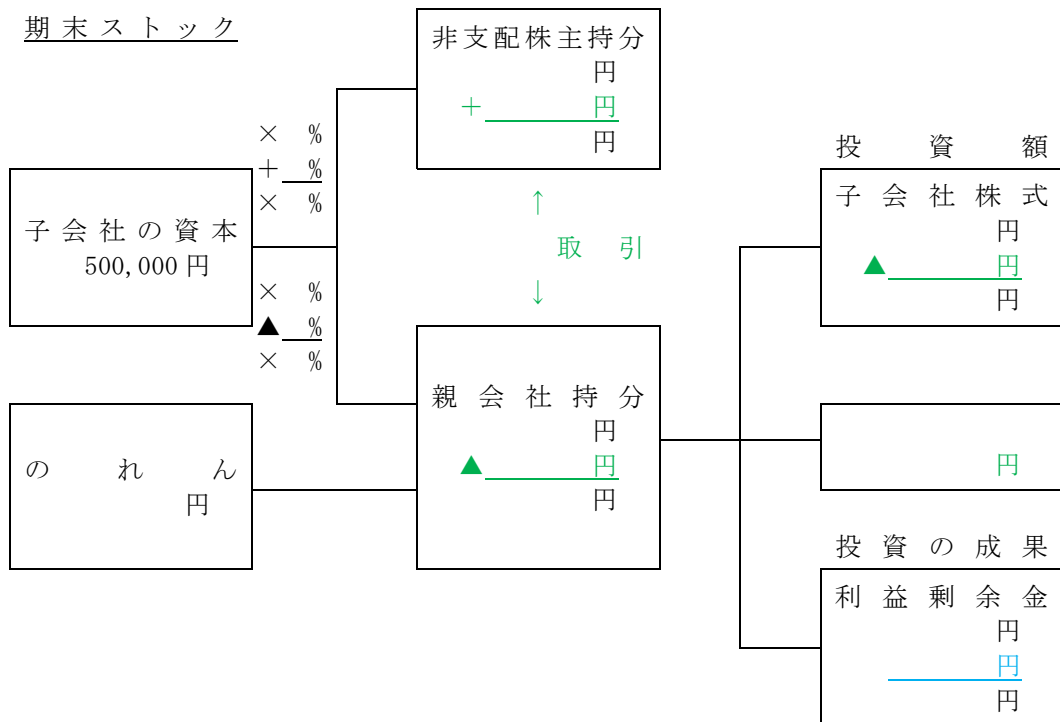 期末ストック
非支配株主持分
円
＋ 円
円
× %
＋ %
× %
子会社の資本
500,000円
× %
▲ %
× %
↑
取引
↓
投資額
子会社株式
円
▲ 円
円
のれん
円
親会社持分
円
▲ 円
円
円
投資の成果
利益剰余金
円
円
円